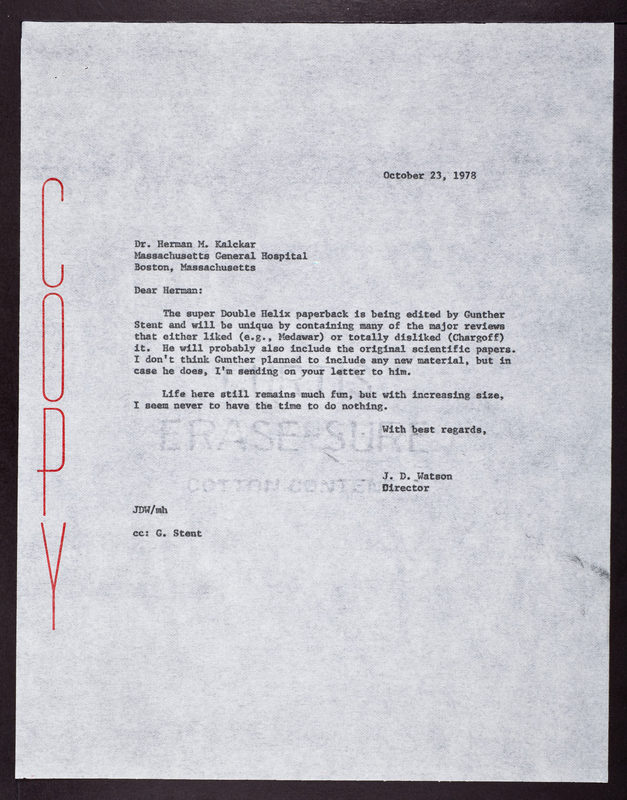 COPY
October 23, 1978
Dr. Herman M. Kalckar
Massachusetts General Hospital
Boston, Massachusetts
Dear Herman:
The super Double Helix paperback is being edited by Gunther
Stent and will be unique by containing many of the major reviews
that either liked (e.g., Medawar) or totally disliked (Chargoff)
it. He will probably also include the original scientific papers.
I don't think Gunther planned to include any new material, but in
case he does, I'm sending on your letter to him.
Life here still remains much fun, but with increasing size,
I seem never to have the time to do nothing.
ERASE-SURE
COTTON CONTENT
With best regards,
J. D. Watson
Director
JDW/mh
cc: G. Stent